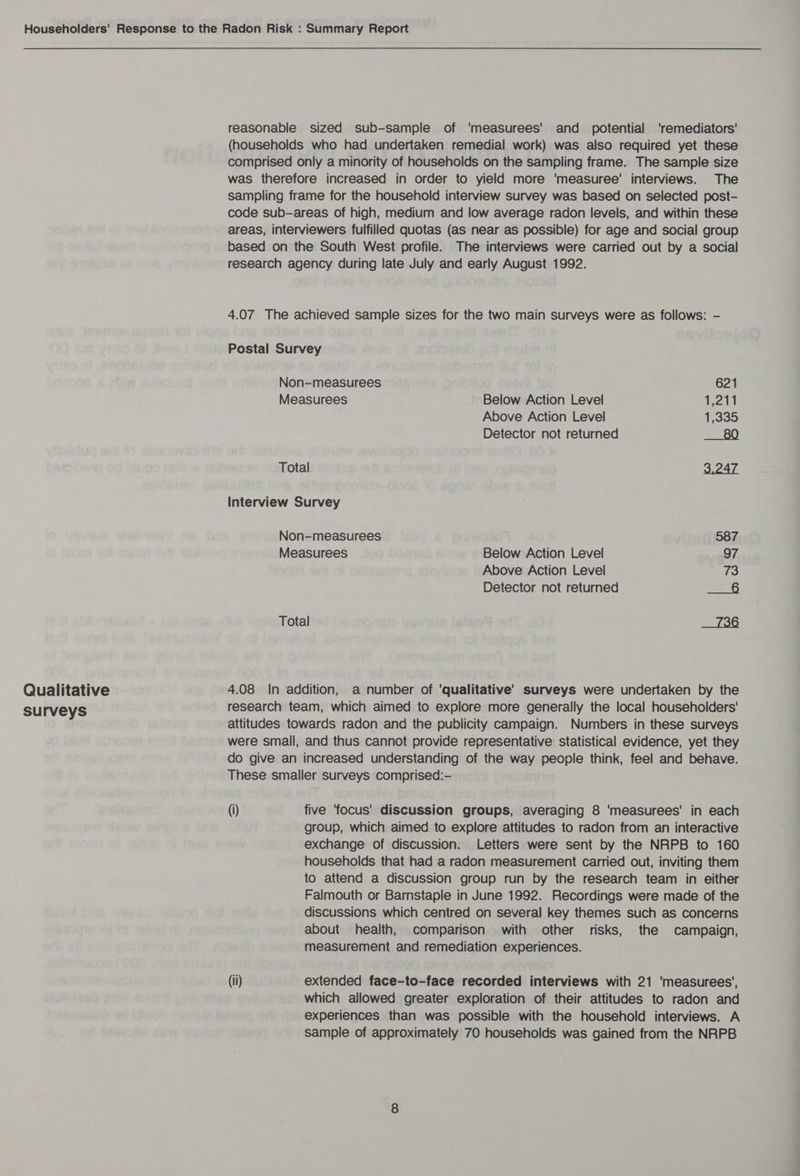 Householders' Response to the Radon Risk : Summary Report
reasonable sized sub-sample of 'measurees' and potential 'remediators'
(households who had undertaken remedial work) was also required yet these
comprised only a minority of households on the sampling frame. The sample size
was therefore increased in order to yield more 'measuree' interviews. The
sampling frame for the household interview survey was based on selected post-
code sub-areas of high, medium and low average radon levels, and within these
areas, interviewers fulfilled quotas (as near as possible) for age and social group
based on the South West profile. The interviews were carried out by a social
research agency during late July and early August 1992.
4.07 The achieved sample sizes for the two main surveys were as follows: -
Postal Survey
Non-measurees 621
Measurees Below Action Level 1,211
Above Action Level 1,335
Detector not returned 80
Total 3,247
Interview Survey
Non-measurees 587
Measurees Below Action Level 97
Above Action Level 73
Detector not returned 6
Total 736
Qualitative
surveys
4.08 In addition, a number of 'qualitative' surveys were undertaken by the
research team, which aimed to explore more generally the local householders'
attitudes towards radon and the publicity campaign. Numbers in these surveys
were small, and thus cannot provide representative statistical evidence, yet they
do give an increased understanding of the way people think, feel and behave.
These smaller surveys comprised:-
(i) five 'focus' discussion groups, averaging 8 'measurees' in each
group, which aimed to explore attitudes to radon from an interactive
exchange of discussion. Letters were sent by the NRPB to 160
households that had a radon measurement carried out, inviting them
to attend a discussion group run by the research team in either
Falmouth or Barnstaple in June 1992. Recordings were made of the
discussions which centred on several key themes such as concerns
about health, comparison with other risks, the campaign,
measurement and remediation experiences.
(ii) extended face-to-face recorded interviews with 21 'measurees',
which allowed greater exploration of their attitudes to radon and
experiences than was possible with the household interviews. A
sample of approximately 70 households was gained from the NRPB
8